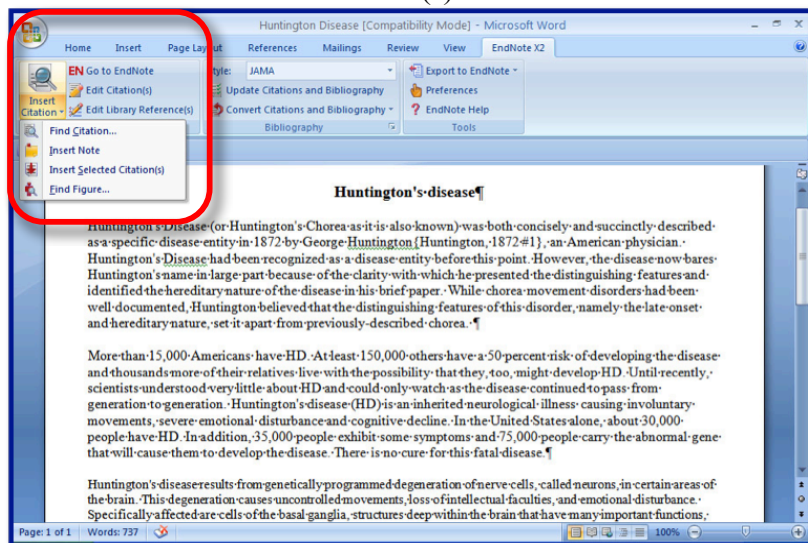 Huntington Disease [Compatibility Mode] - Microsoft Word
Home Insert Page Layout References Mailings Review View EndNote X2
Insert Citation
EN Go to EndNote
Edit Citation(s)
Edit Library Reference(s)
Style: JAMA
Update Citations and Bibliography
Convert Citations and Bibliography
Bibliography
Export to EndNote
Preferences
EndNote Help
Tools
Find Citation...
Insert Note
Insert Selected Citation(s)
Find Figure...
Huntington's·disease¶
Huntington's·Disease·(or·Huntington's·Chorea·as·it·is·also·known)·was·both·concisely·and·succinctly·described·
as·a·specific·disease·entity·in·1872·by·George·Huntington{Huntington,·1872·#1},·an·American·physician.·
Huntington's·Disease·had·been·recognized·as·a·disease·entity·before·this·point.·However,·the·disease·now·bares·
Huntington's·name·in·large·part·because·of·the·clarity·with·which·he·presented·the·distinguishing·features·and·
identified·the·hereditary·nature·of·the·disease·in·his·brief·paper.·While·chorea·movement·disorders·had·been·
well·documented,·Huntington·believed·that·the·distinguishing·features·of·this·disorder,·namely·the·late·onset·
and·hereditary·nature,·set·it·apart·from·previously-described·chorea.·¶
More·than·15,000·Americans·have·HD.·At·least·150,000·others·have·a·50·percent·risk·of·developing·the·disease·
and·thousands·more·of·their·relatives·live·with·the·possibility·that·they,·too,·might·develop·HD.·Until·recently,·
scientists·understood·very·little·about·HD·and·could·only·watch·as·the·disease·continued·to·pass·from·
generation·to·generation.·Huntington's·disease·(HD)·is·an·inherited·neurological·illness·causing·involuntary·
movements,·severe·emotional·disturbance·and·cognitive·decline.·In·the·United·States·alone,·about·30,000·
people·have·HD.·In·addition,·35,000·people·exhibit·some·symptoms·and·75,000·people·carry·the·abnormal·gene·
that·will·cause·them·to·develop·the·disease.·There·is·no·cure·for·this·fatal·disease.¶
Huntington's·disease·results·from·genetically·programmed·degeneration·of·nerve·cells,·called·neurons,·in·certain·areas·of·
the·brain.·This·degeneration·causes·uncontrolled·movements,·loss·of·intellectual·faculties,·and·emotional·disturbance.·
Specifically·affected·are·cells·of·the·basal·ganglia,·structures·deep·within·the·brain·that·have·many·important·functions,·
Page: 1 of 1 Words: 737 100%